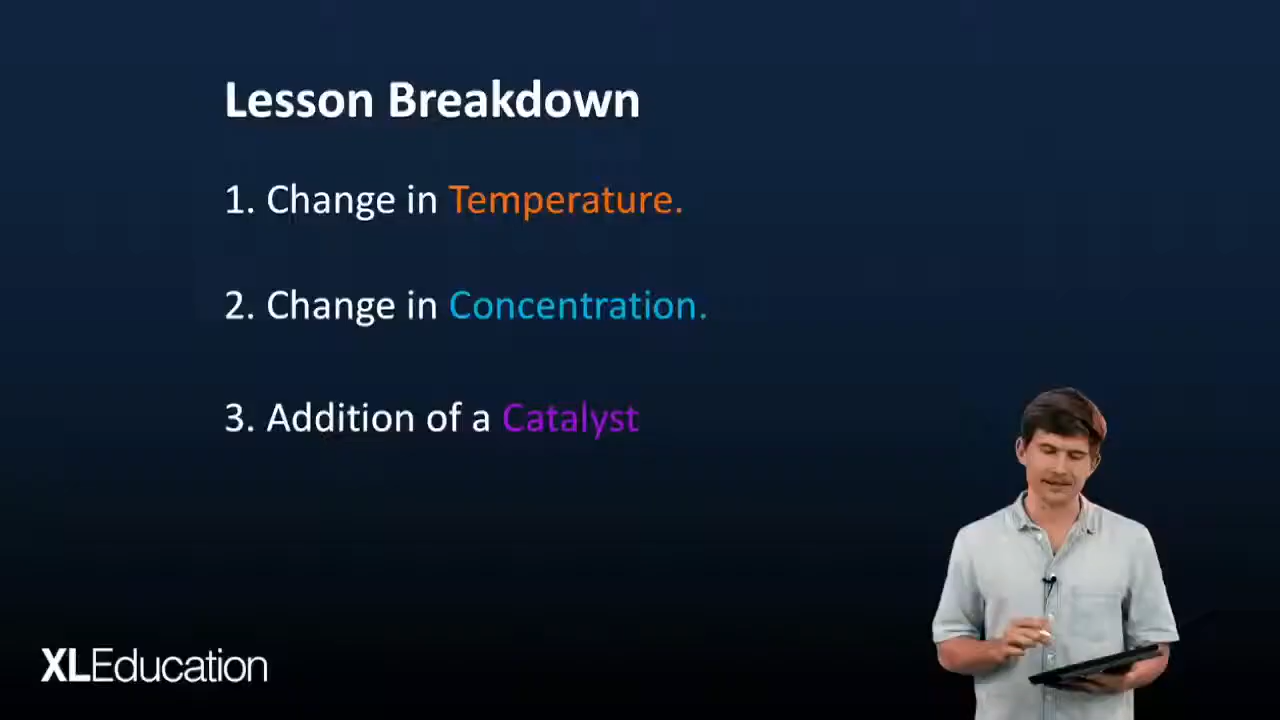 Lesson Breakdown
1. Change in Temperature.
2. Change in Concentration.
3. Addition of a Catalyst
XLEducation